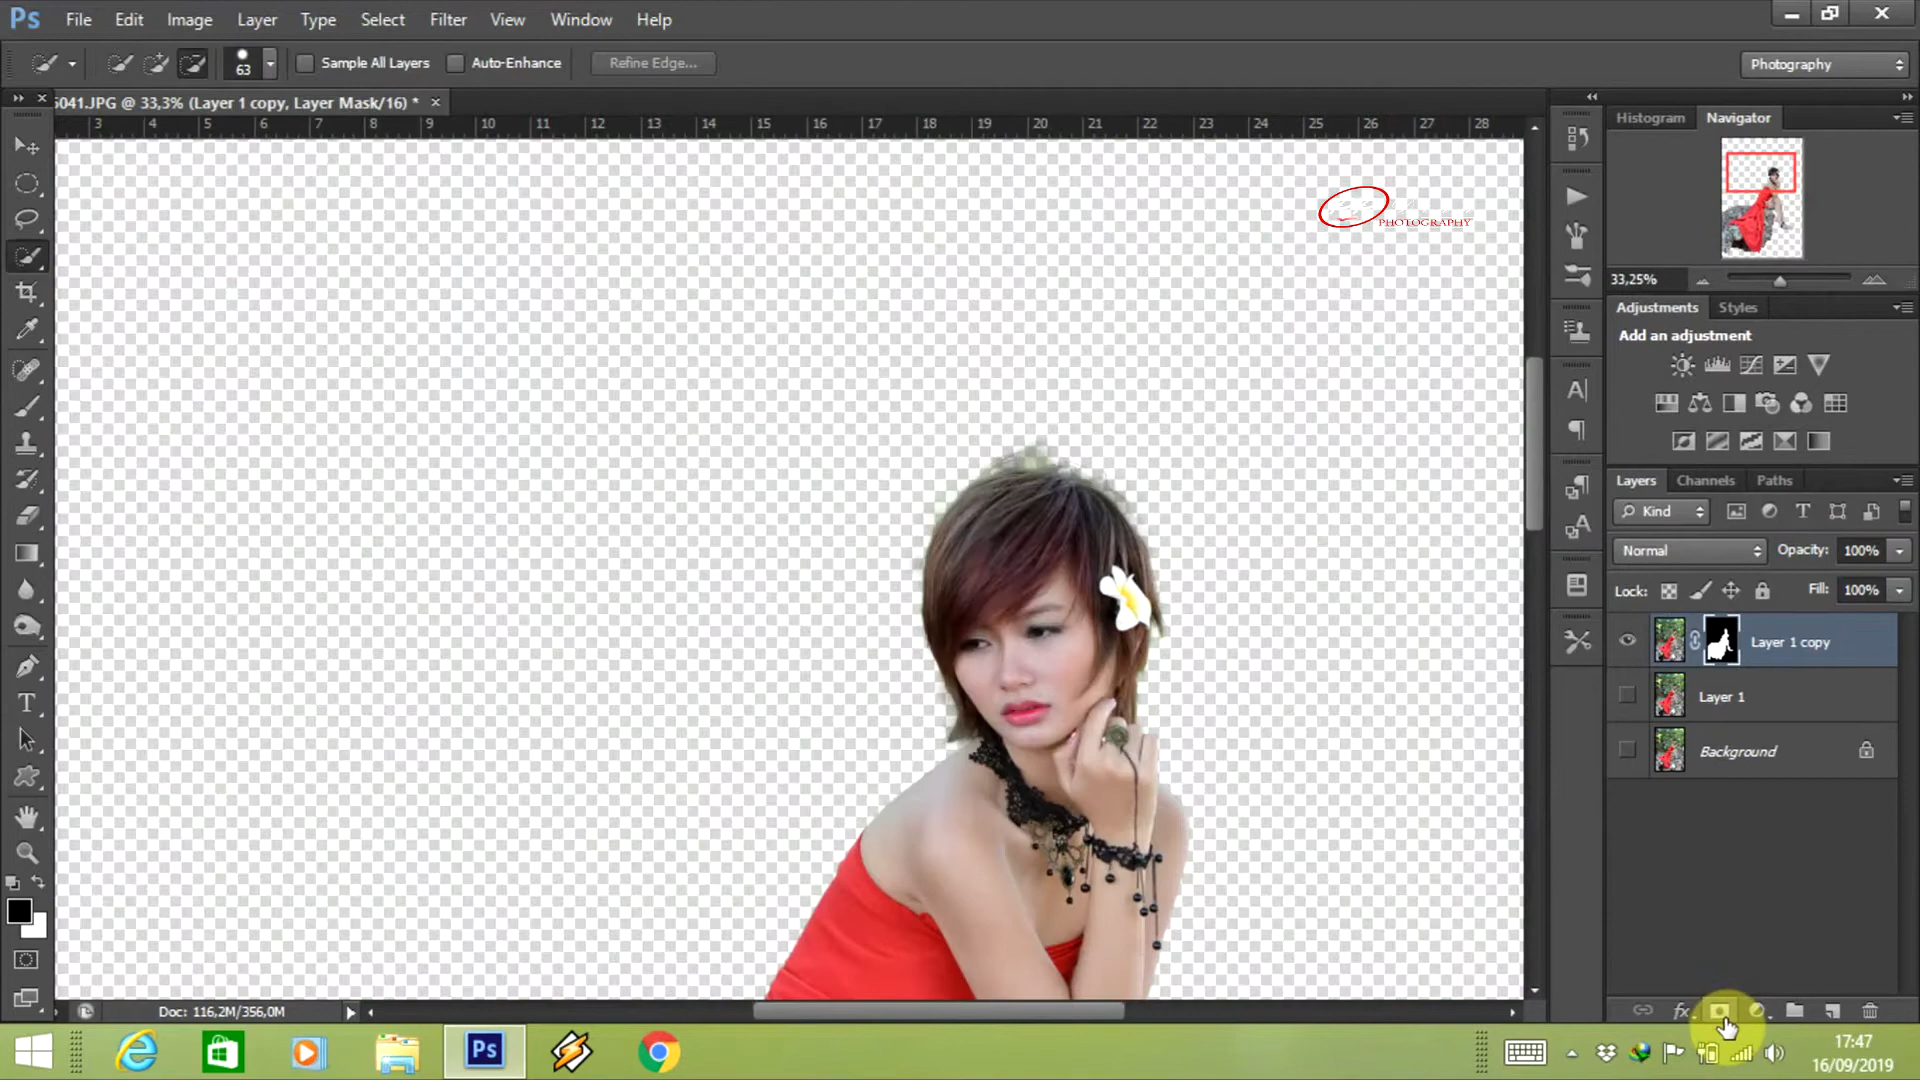 Ps File Edit Image Layer Type Select Filter View Window Help
63 Sample All Layers Auto-Enhance Refine Edge... Photography
5041.JPG @ 33,3% (Layer 1 copy, Layer Mask/16) * ×
3 4 5 6 7 8 9 10 11 12 13 14 15 16 17 18 19 20 21 22 23 24 25 26 27 28
Histogram Navigator
PHOTOGRAPHY
33,25%
Adjustments Styles
Add an adjustment
Layers Channels Paths
Kind
Normal Opacity: 100%
Lock: Fill: 100%
Layer 1 copy
Layer 1
Background
fx
Doc: 116,2M/356,0M
Ps
17:47
16/09/2019